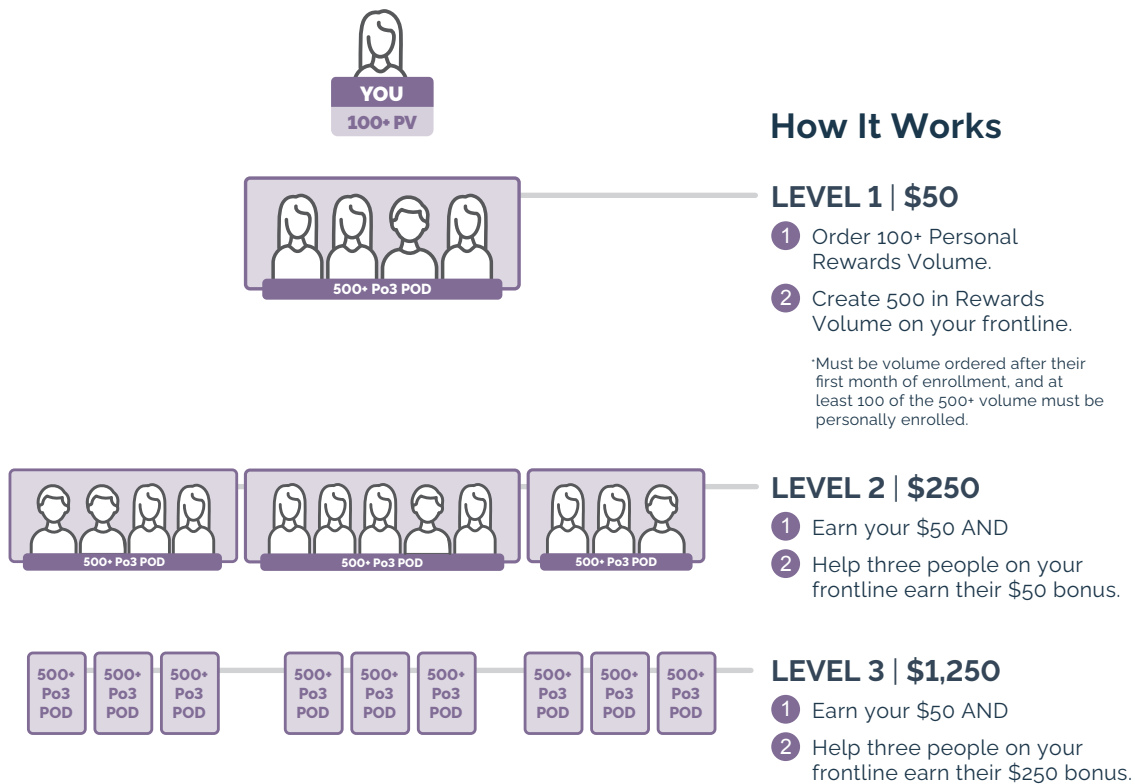 YOU
100+ PV
How It Works
LEVEL 1 | $50
1 Order 100+ Personal
Rewards Volume.
2 Create 500 in Rewards
Volume on your frontline.
*Must be volume ordered after their
first month of enrollment, and at
least 100 of the 500+ volume must be
personally enrolled.
500+ Po3 POD
LEVEL 2 | $250
1 Earn your $50 AND
2 Help three people on your
frontline earn their $50 bonus.
500+ Po3 POD
500+ Po3 POD
500+ Po3 POD
LEVEL 3 | $1,250
1 Earn your $50 AND
2 Help three people on your
frontline earn their $250 bonus.
500+ 500+ 500+ 500+ 500+ 500+ 500+ 500+ 500+
Po3 Po3 Po3 Po3 Po3 Po3 Po3 Po3 Po3
POD POD POD POD POD POD POD POD POD